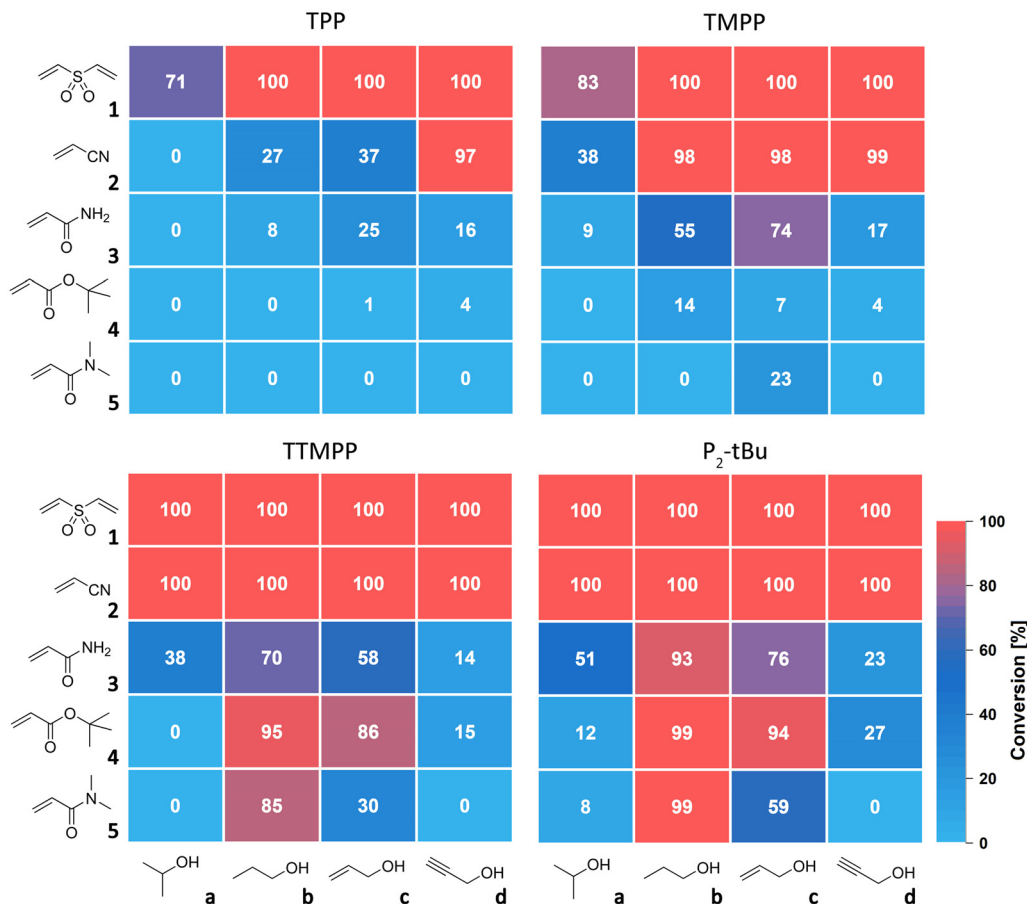 TPP TMPP
1 71 100 100 100 83 100 100 100
CN 2 0 27 37 97 38 98 98 99
NH2 O 3 0 8 25 16 9 55 74 17
O O 4 0 0 1 4 0 14 7 4
N O 5 0 0 0 0 0 0 23 0
TTMPP P2-tBu
S O O 1 100 100 100 100 100 100 100 100
CN 2 100 100 100 100 100 100 100 100
NH2 O 3 38 70 58 14 51 93 76 23
O O 4 0 95 86 15 12 99 94 27
N O 5 0 85 30 0 8 99 59 0
OH a OH b OH c OH d OH a OH b OH c OH d
100
80
60
40
20
0
Conversion [%]